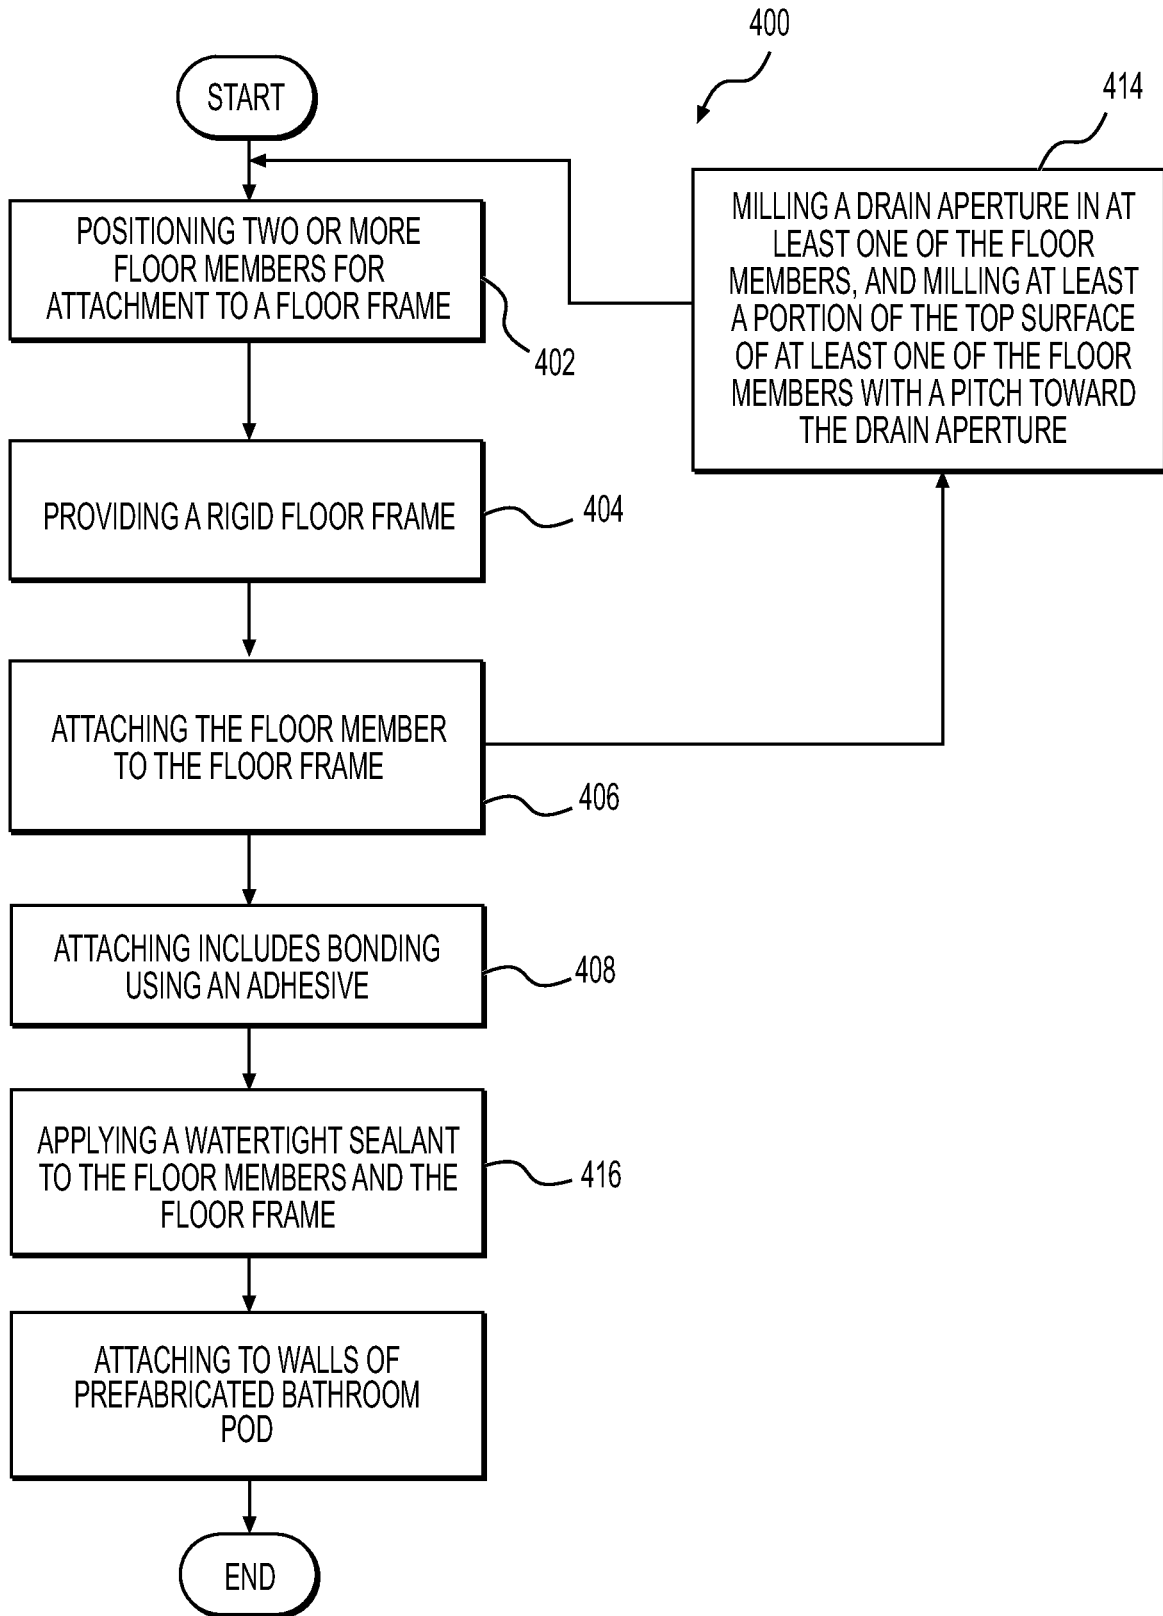 400
START
POSITIONING TWO OR MORE
FLOOR MEMBERS FOR
ATTACHMENT TO A FLOOR FRAME
402
414
MILLING A DRAIN APERTURE IN AT
LEAST ONE OF THE FLOOR
MEMBERS, AND MILLING AT LEAST
A PORTION OF THE TOP SURFACE
OF AT LEAST ONE OF THE FLOOR
MEMBERS WITH A PITCH TOWARD
THE DRAIN APERTURE
PROVIDING A RIGID FLOOR FRAME
404
ATTACHING THE FLOOR MEMBER
TO THE FLOOR FRAME
406
ATTACHING INCLUDES BONDING
USING AN ADHESIVE
408
APPLYING A WATERTIGHT SEALANT
TO THE FLOOR MEMBERS AND THE
FLOOR FRAME
416
ATTACHING TO WALLS OF
PREFABRICATED BATHROOM
POD
END